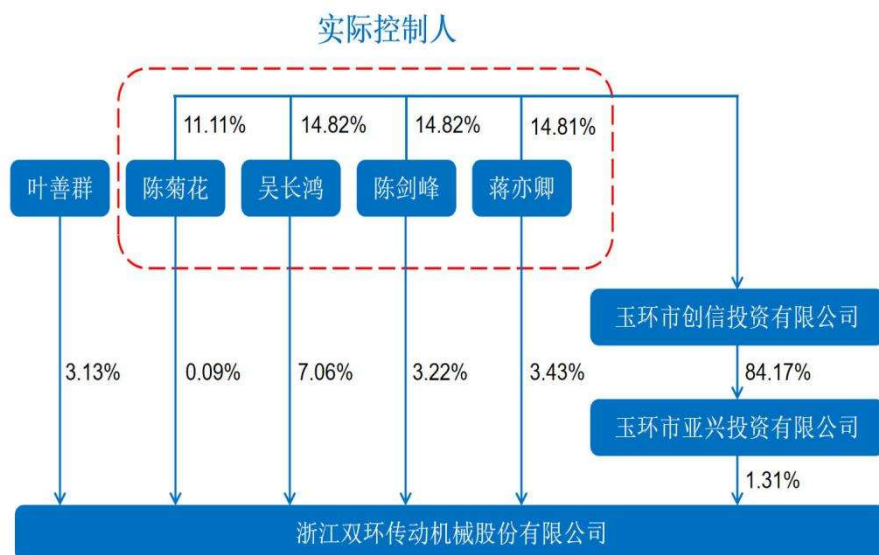 实际控制人
11.11%
14.82%
14.82%
14.81%
叶善群
陈菊花
吴长鸿
陈剑峰
蒋亦卿
玉环市创信投资有限公司
3.13%
0.09%
7.06%
3.22%
3.43%
84.17%
玉环市亚兴投资有限公司
1.31%
浙江双环传动机械股份有限公司